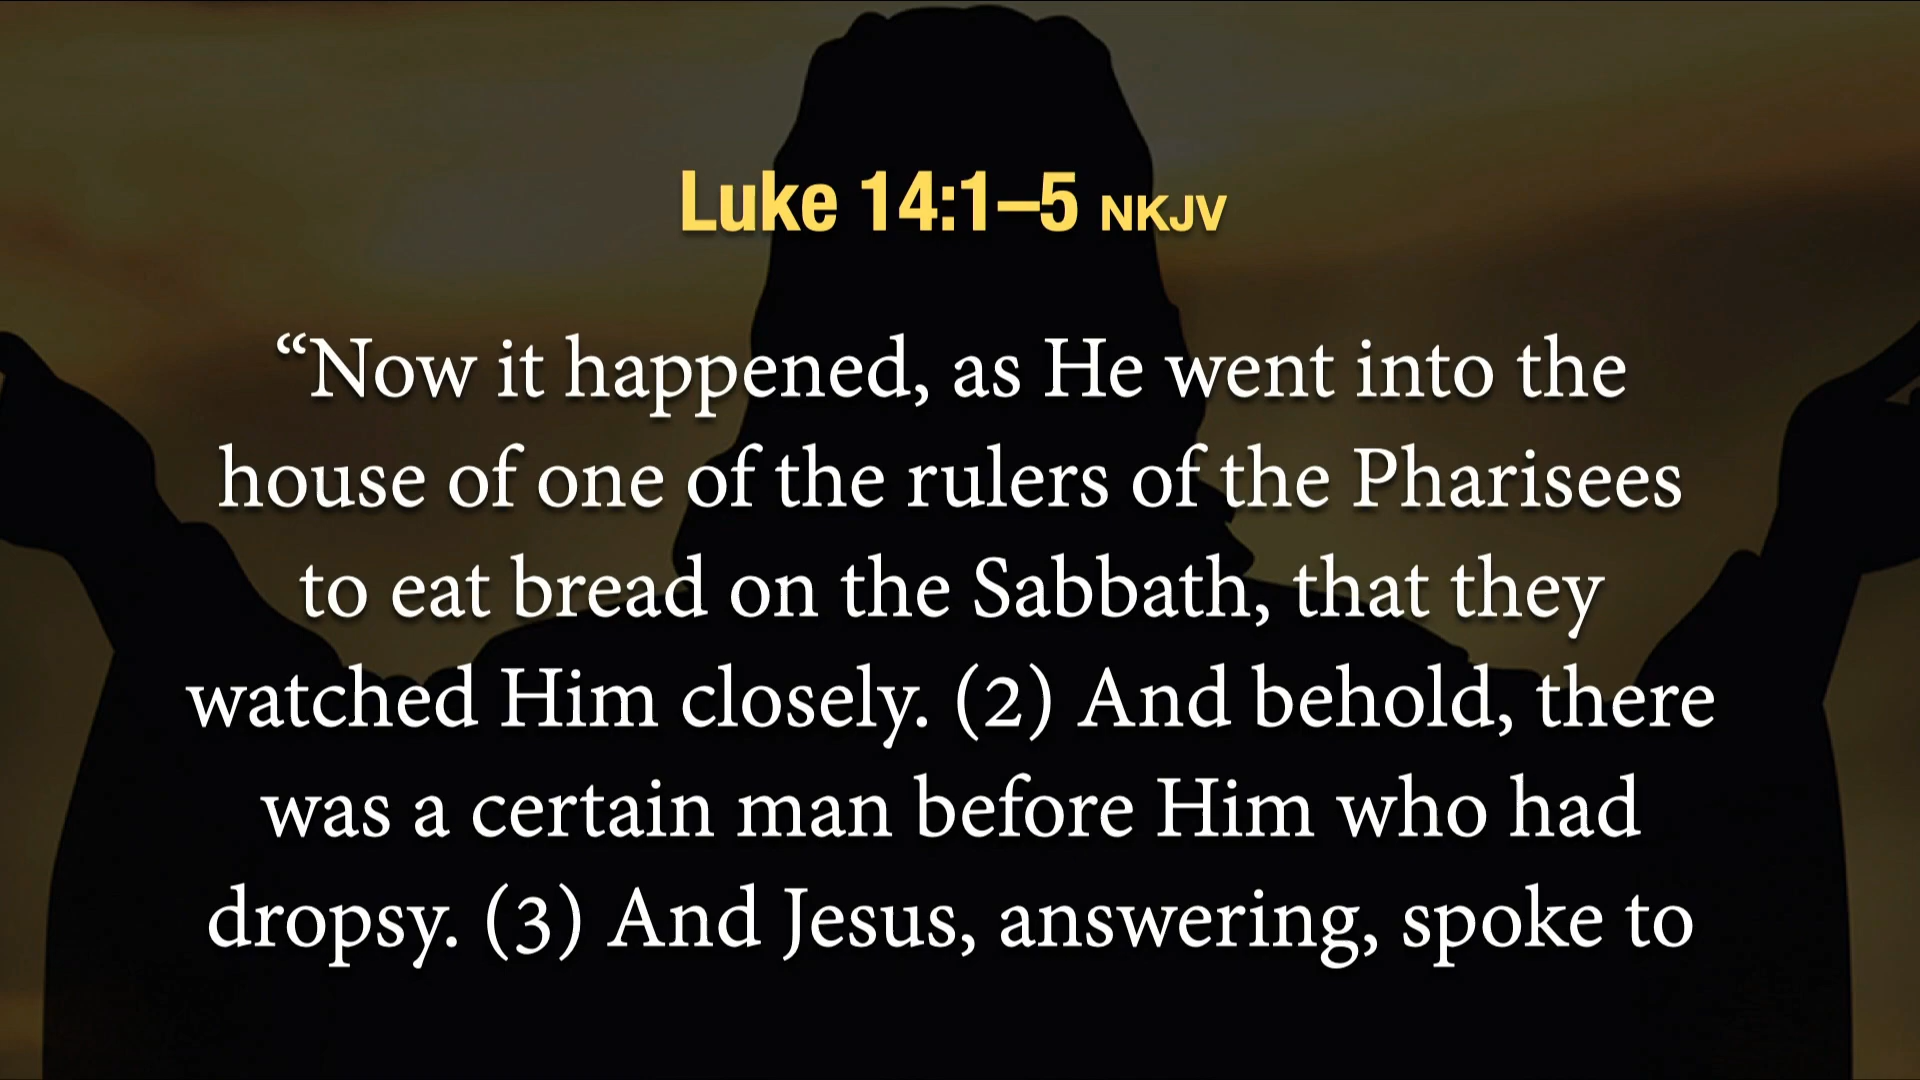 Luke 14:1–5 NKJV
“Now it happened, as He went into the
house of one of the rulers of the Pharisees
to eat bread on the Sabbath, that they
watched Him closely. (2) And behold, there
was a certain man before Him who had
dropsy. (3) And Jesus, answering, spoke to